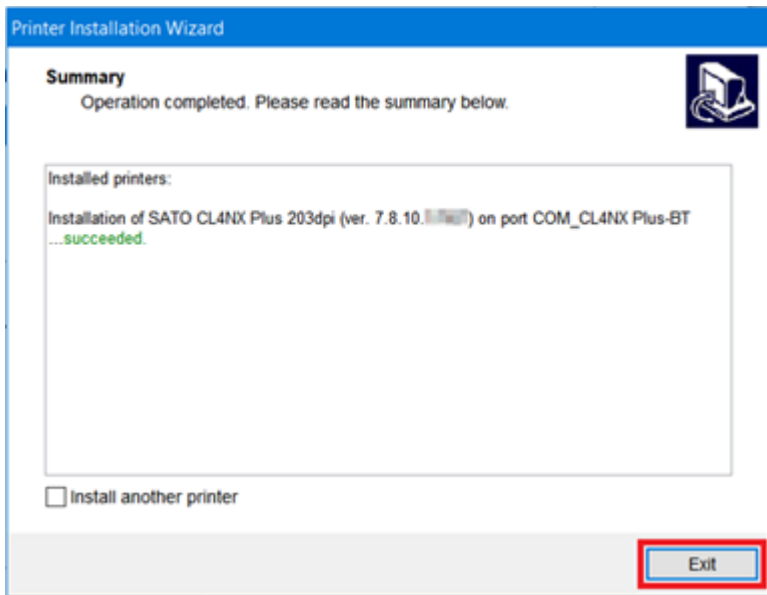 Printer Installation Wizard
Summary
Operation completed. Please read the summary below.
Installed printers:
Installation of SATO CL4NX Plus 203dpi (ver. 7.8.10. ) on port COM_CL4NX Plus-BT
...succeeded.
Install another printer
Exit